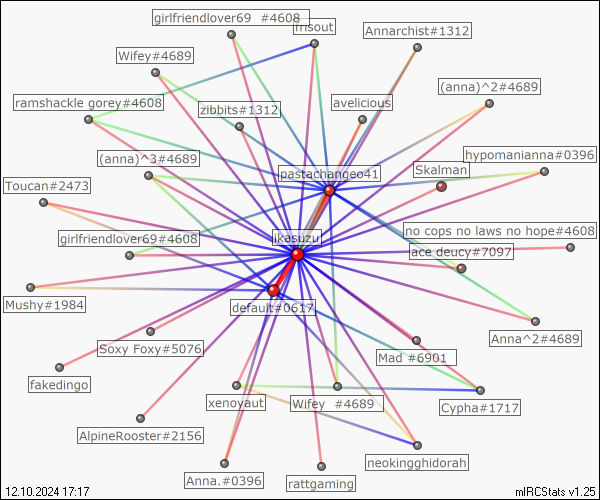 girlfriendlover69 #4608
frisout
Annarchist#1312
Wifey#4689
(anna)^2#4689
ramshackle gorey#4608
zibbits#1312
avelicious
(anna)^3#4689
hypomanianna#0396
pastachangeo41
Skalman
Toucan#2473
no cops no laws no hope#4608
girlfriendlover69#4608
ikasuzu
ace deucy#7097
Mushy#1984
default#0617
Anna^2#4689
Soxy Foxy#5076
Mad #6901
fakedingo
xenoyaut
Wifey #4689
Cypha#1717
AlpineRooster#2156
neokingghidorah
Anna.#0396
rattgaming
12.10.2024 17:17
mIRCStats v1.25